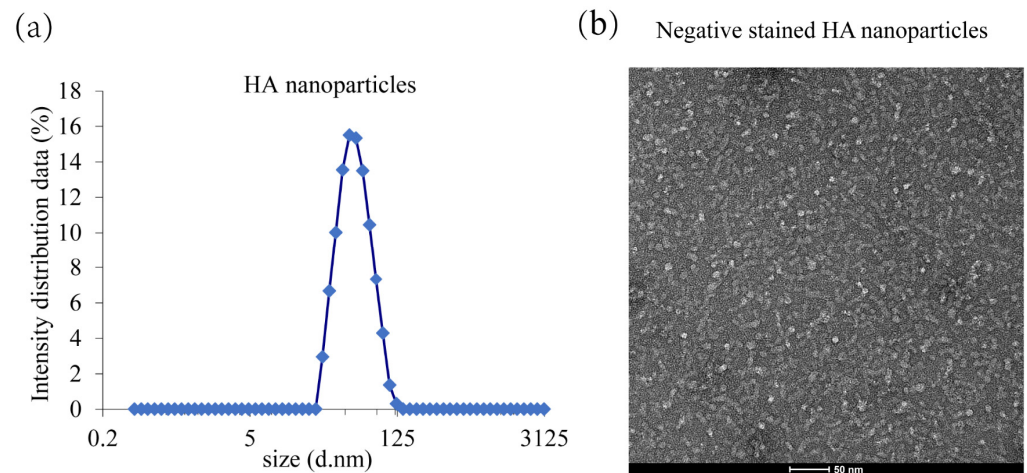 (a)
HA nanoparticles
Intensity distribution data (%)
18
16
14
12
10
8
6
4
2
0
0.2 5 125 3125
size (d.nm)
(b)
Negative stained HA nanoparticles
50 nm